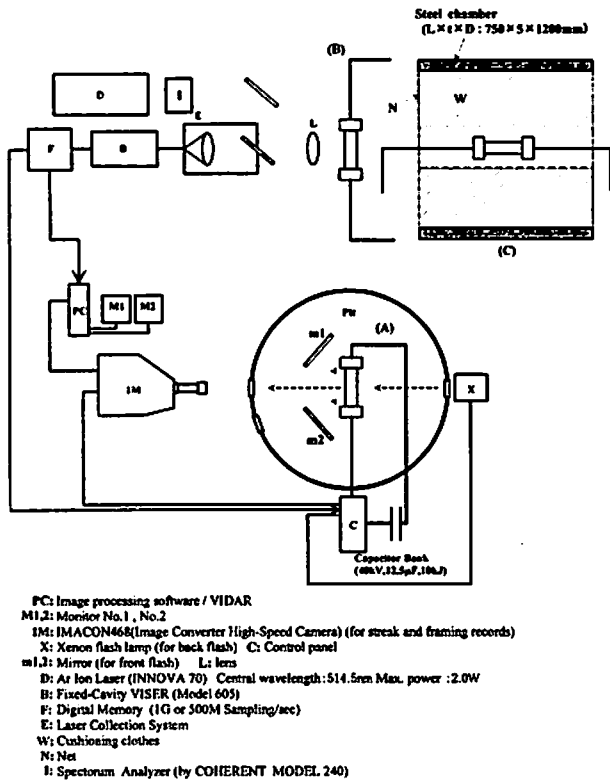 Steel chamber
(L×t×D : 750×5×1200mm)
(B)
D
I
E
L
N
W
F
B
(C)
PC
M1
M2
Ptr
(A)
m1
IM
X
m2
C
Capacitor Bank
(40kV,12.5μF,10kJ)
PC: Image processing software / VIDAR
M1,2: Monitor No.1 , No.2
IM: IMACON468(Image Converter High-Speed Camera) (for streak and framing records)
X: Xenon flash lamp (for back flash) C: Control panel
m1,2: Mirror (for front flash) L: lens
D: Ar Ion Laser (INNOVA 70) Central wavelength:514.5nm Max. power :2.0W
B: Fixed-Cavity VISER (Model 605)
F: Digital Memory (1G or 500M Sampling/sec)
E: Laser Collection System
W: Cushioning clothes
N: Net
I: Spectorum Analyzer (by COHERENT MODEL 240)